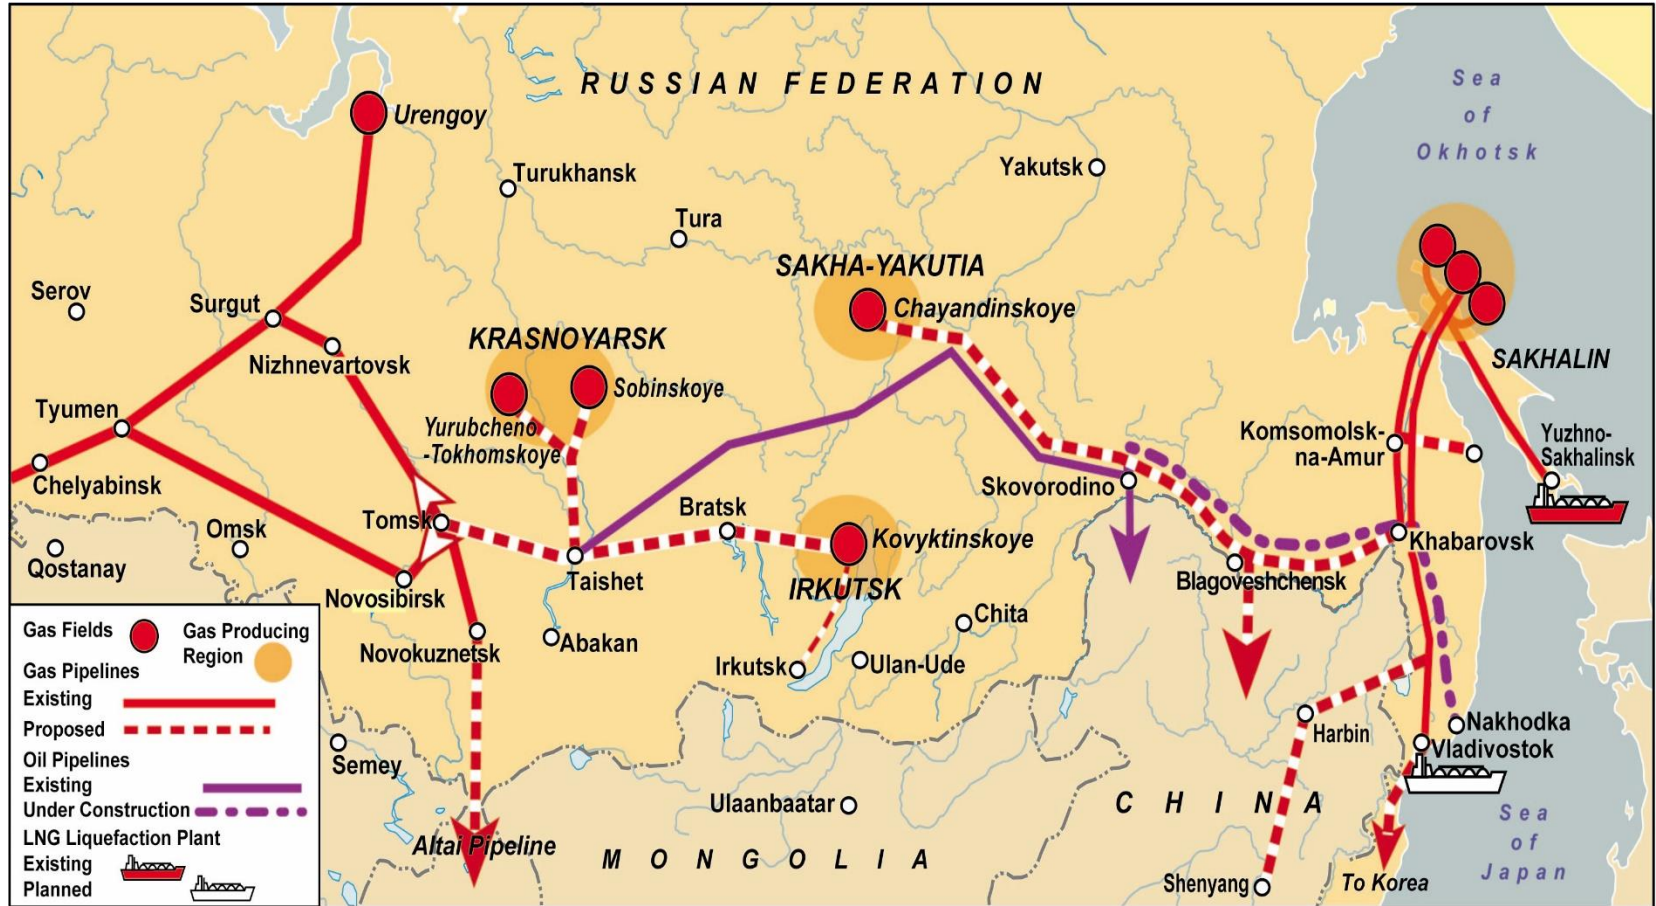 RUSSIAN FEDERATION
Sea
of
Okhotsk
Urengoy
Turukhansk
Yakutsk
Tura
SAKHA-YAKUTIA
Chayandinskoye
Serov
Surgut
Nizhnevartovsk
KRASNOYARSK
Sobinskoye
Yurubcheno
-Tokhomskoye
SAKHALIN
Tyumen
Chelyabinsk
Komsomolsk-
na-Amur
Yuzhno-
Sakhalinsk
Skovorodino
Omsk
Tomsk
Bratsk
Kovyktinskoye
Khabarovsk
Qostanay
Taishet
IRKUTSK
Blagoveshchensk
Novosibirsk
Chita
Novokuznetsk
Abakan
Irkutsk
Ulan-Ude
Nakhodka
Harbin
Vladivostok
Semey
Ulaanbaatar
CHINA
Sea
of
Japan
Altai Pipeline
MONGOLIA
Shenyang
To Korea
Gas Fields
Gas Producing
Region
Gas Pipelines
Existing
Proposed
Oil Pipelines
Existing
Under Construction
LNG Liquefaction Plant
Existing
Planned